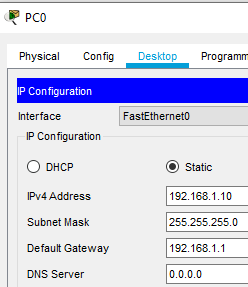 PC0
Physical Config Desktop Programm
IP Configuration
Interface FastEthernet0
IP Configuration
DHCP Static
IPv4 Address 192.168.1.10
Subnet Mask 255.255.255.0
Default Gateway 192.168.1.1
DNS Server 0.0.0.0